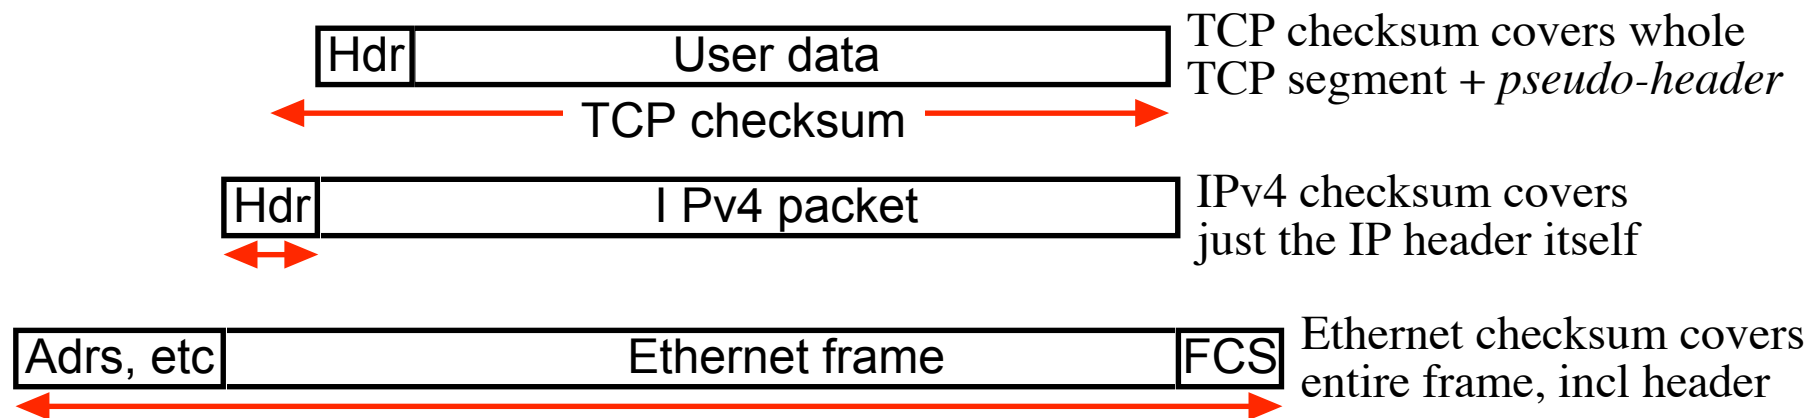 Hdr User data TCP checksum covers whole
TCP segment + pseudo-header
TCP checksum
Hdr I Pv4 packet IPv4 checksum covers
just the IP header itself
Adrs, etc Ethernet frame FCS Ethernet checksum covers
entire frame, incl header